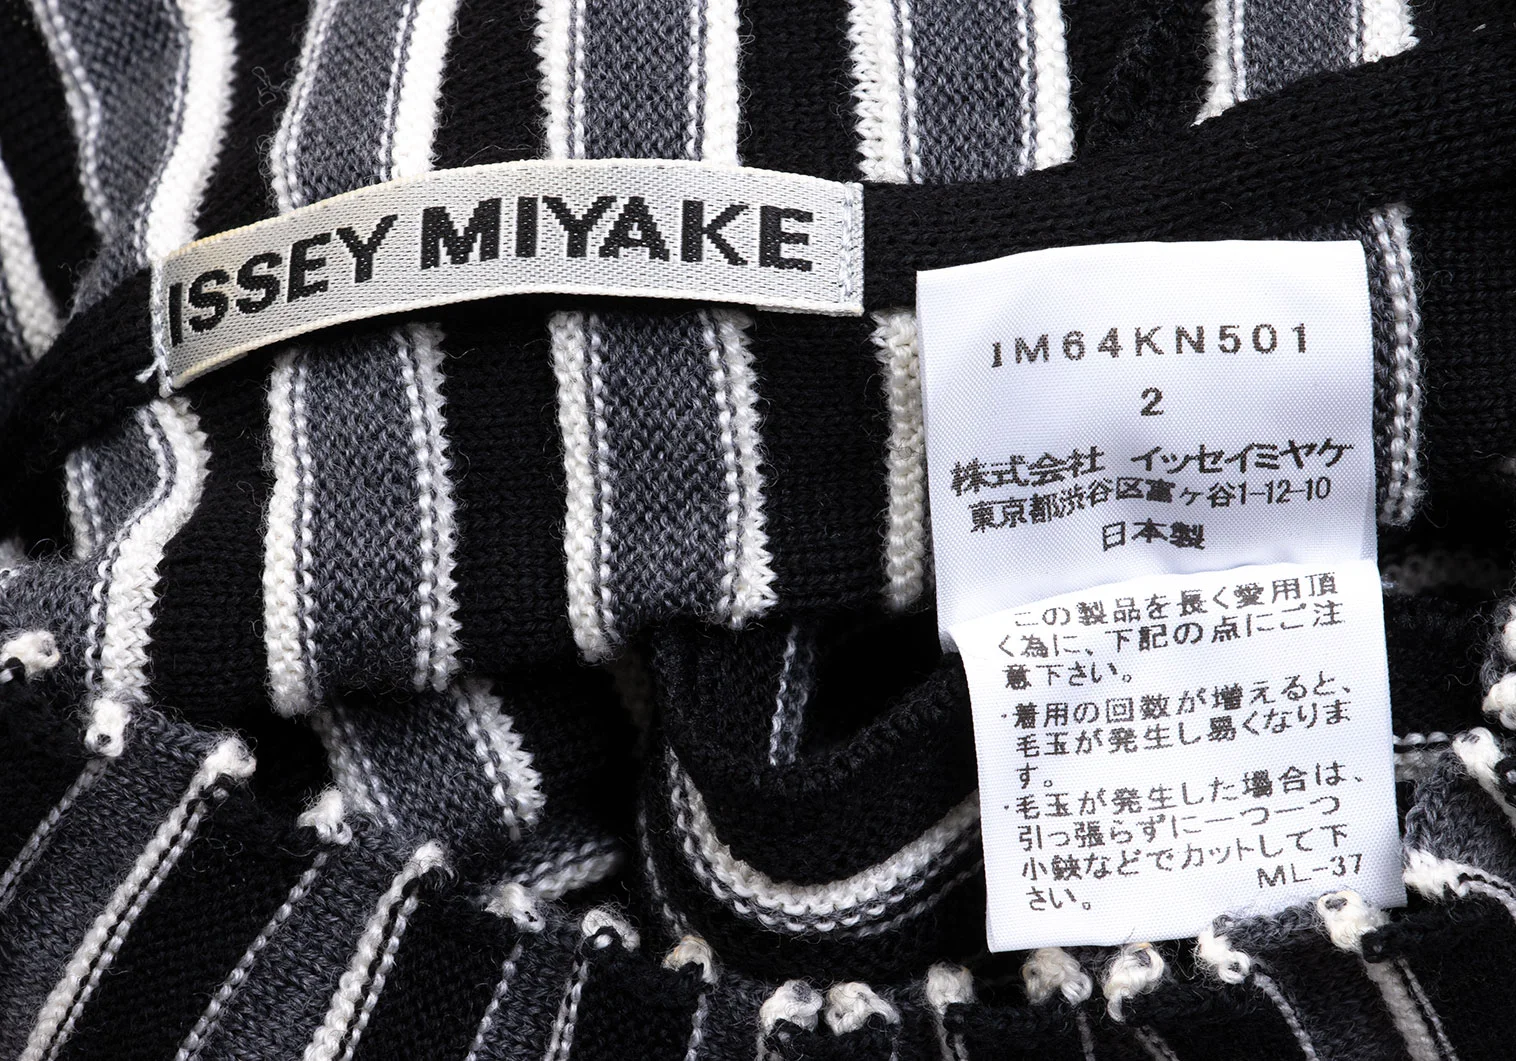 ISSEY MIYAKE
IM64KN501
2
株式会社 イッセイミヤケ
東京都渋谷区富ヶ谷1-12-10
日本製
この製品を長く愛用頂
く為に、下記の点にご注
意下さい。
・着用の回数が増えると、
毛玉が発生し易くなりま
す。
・毛玉が発生した場合は、
引っ張らずに一つ一つ
小鋏などでカットして下
さい。
ML-37